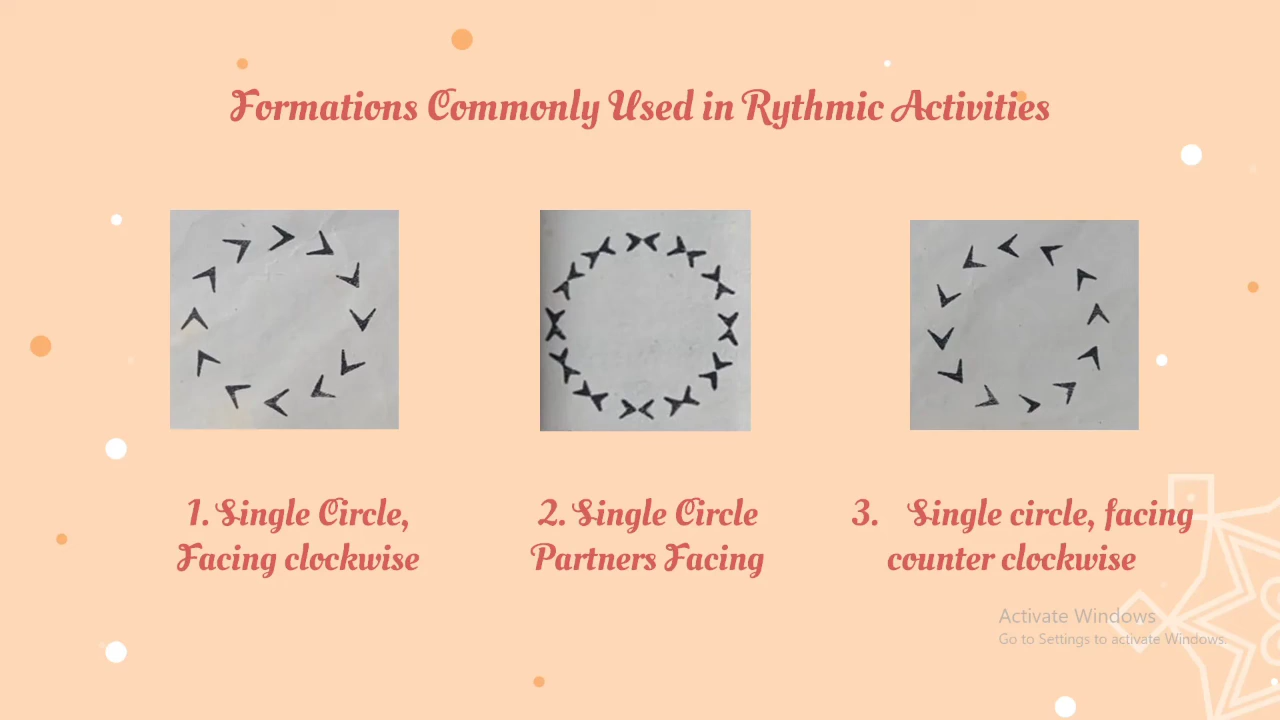 Formations Commonly Used in Rythmic Activities
1. Single Circle,
Facing clockwise
2. Single Circle
Partners Facing
3. Single circle, facing
counter clockwise
Activate Windows
Go to Settings to activate Windows.